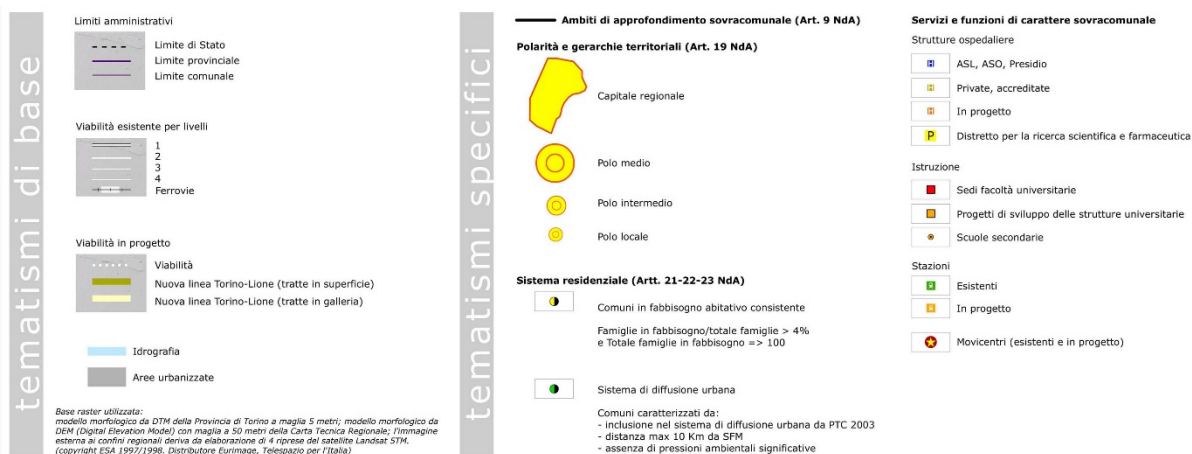 tematismi di base
Limiti amministrativi
Limite di Stato
Limite provinciale
Limite comunale
Viabilità esistente per livelli
1
2
3
4
Ferrovie
Viabilità in progetto
Viabilità
Nuova linea Torino-Lione (tratte in superficie)
Nuova linea Torino-Lione (tratte in galleria)
Idrografia
Aree urbanizzate
Base raster utilizzata:
modello morfologico da DTM della Provincia di Torino a maglia 5 metri; modello morfologico da
DEM (Digital Elevation Model) con maglia a 50 metri della Carta Tecnica Regionale; l'immagine
esterna ai confini regionali deriva da elaborazione di 4 riprese del satellite Landsat STM.
(copyright ESA 1997/1998. Distributore Eurimage, Telespazio per l'Italia)
tematismi specifici
Ambiti di approfondimento sovracomunale (Art. 9 NdA)
Polarità e gerarchie territoriali (Art. 19 NdA)
Capitale regionale
Polo medio
Polo intermedio
Polo locale
Sistema residenziale (Artt. 21-22-23 NdA)
Comuni in fabbisogno abitativo consistente
Famiglie in fabbisogno/totale famiglie > 4%
e Totale famiglie in fabbisogno => 100
Sistema di diffusione urbana
Comuni caratterizzati da:
- inclusione nel sistema di diffusione urbana da PTC 2003
- distanza max 10 Km da SFM
- assenza di pressioni ambientali significative
Servizi e funzioni di carattere sovracomunale
Strutture ospedaliere
H ASL, ASO, Presidio
H Private, accreditate
H In progetto
P Distretto per la ricerca scientifica e farmaceutica
Istruzione
Sedi facoltà universitarie
Progetti di sviluppo delle strutture universitarie
Scuole secondarie
Stazioni
Esistenti
In progetto
Movicentri (esistenti e in progetto)